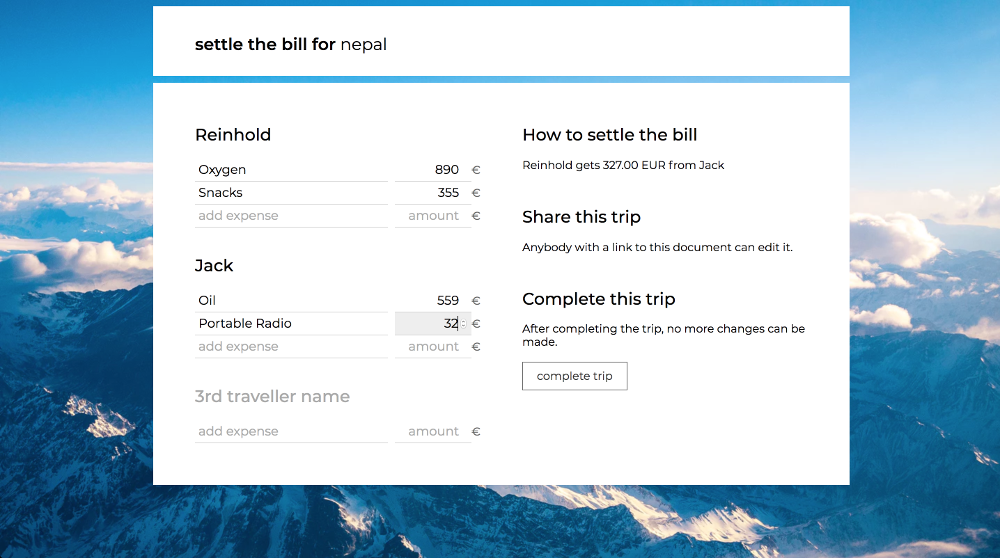 settle the bill for nepal
Reinhold
Oxygen 890 €
Snacks 355 €
add expense amount €
Jack
Oil 559 €
Portable Radio 32 €
add expense amount €
3rd traveller name
add expense amount €
How to settle the bill
Reinhold gets 327.00 EUR from Jack
Share this trip
Anybody with a link to this document can edit it.
Complete this trip
After completing the trip, no more changes can be
made.
complete trip